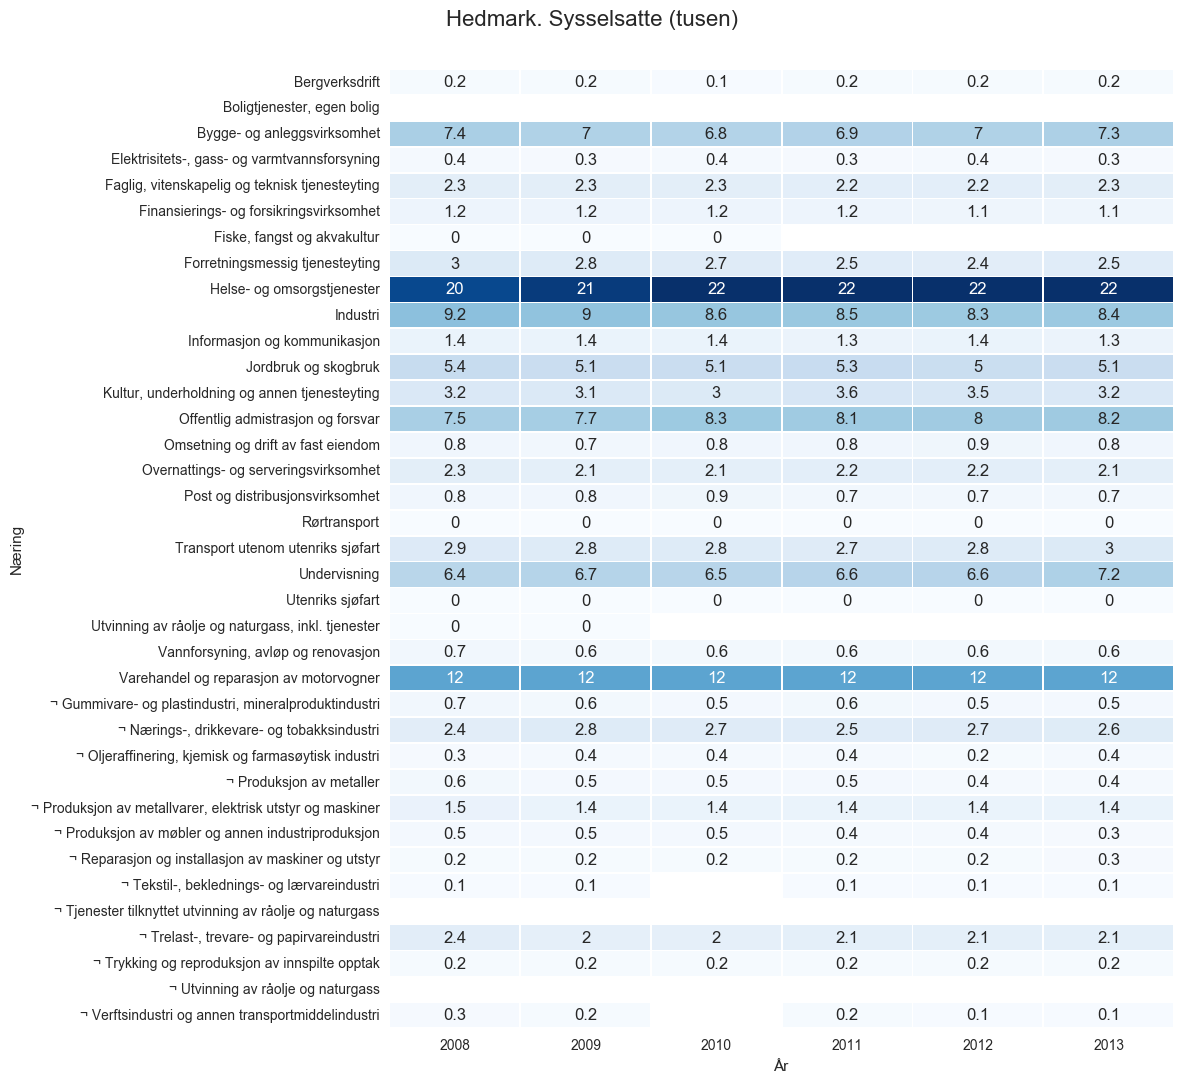 Hedmark. Sysselsatte (tusen)
Bergverksdrift 0.2 0.2 0.1 0.2 0.2 0.2
Boligtjenester, egen bolig
Bygge- og anleggsvirksomhet 7.4 7 6.8 6.9 7 7.3
Elektrisitets-, gass- og varmtvannsforsyning 0.4 0.3 0.4 0.3 0.4 0.3
Faglig, vitenskapelig og teknisk tjenesteyting 2.3 2.3 2.3 2.2 2.2 2.3
Finansierings- og forsikringsvirksomhet 1.2 1.2 1.2 1.2 1.1 1.1
Fiske, fangst og akvakultur 0 0 0
Forretningsmessig tjenesteyting 3 2.8 2.7 2.5 2.4 2.5
Helse- og omsorgstjenester 20 21 22 22 22 22
Industri 9.2 9 8.6 8.5 8.3 8.4
Informasjon og kommunikasjon 1.4 1.4 1.4 1.3 1.4 1.3
Jordbruk og skogbruk 5.4 5.1 5.1 5.3 5 5.1
Kultur, underholdning og annen tjenesteyting 3.2 3.1 3 3.6 3.5 3.2
Offentlig admistrasjon og forsvar 7.5 7.7 8.3 8.1 8 8.2
Omsetning og drift av fast eiendom 0.8 0.7 0.8 0.8 0.9 0.8
Overnattings- og serveringsvirksomhet 2.3 2.1 2.1 2.2 2.2 2.1
Post og distribusjonsvirksomhet 0.8 0.8 0.9 0.7 0.7 0.7
Rørtransport 0 0 0 0 0 0
Transport utenom utenriks sjøfart 2.9 2.8 2.8 2.7 2.8 3
Undervisning 6.4 6.7 6.5 6.6 6.6 7.2
Utenriks sjøfart 0 0 0 0 0 0
Utvinning av råolje og naturgass, inkl. tjenester 0 0
Vannforsyning, avløp og renovasjon 0.7 0.6 0.6 0.6 0.6 0.6
Varehandel og reparasjon av motorvogner 12 12 12 12 12 12
¬ Gummivare- og plastindustri, mineralproduktindustri 0.7 0.6 0.5 0.6 0.5 0.5
¬ Nærings-, drikkevare- og tobakksindustri 2.4 2.8 2.7 2.5 2.7 2.6
¬ Oljeraffinering, kjemisk og farmasøytisk industri 0.3 0.4 0.4 0.4 0.2 0.4
¬ Produksjon av metaller 0.6 0.5 0.5 0.5 0.4 0.4
¬ Produksjon av metallvarer, elektrisk utstyr og maskiner 1.5 1.4 1.4 1.4 1.4 1.4
¬ Produksjon av møbler og annen industriproduksjon 0.5 0.5 0.5 0.4 0.4 0.3
¬ Reparasjon og installasjon av maskiner og utstyr 0.2 0.2 0.2 0.2 0.2 0.3
¬ Tekstil-, beklednings- og lærvareindustri 0.1 0.1 0.1 0.1 0.1
¬ Tjenester tilknyttet utvinning av råolje og naturgass
¬ Trelast-, trevare- og papirvareindustri 2.4 2 2 2.1 2.1 2.1
¬ Trykking og reproduksjon av innspilte opptak 0.2 0.2 0.2 0.2 0.2 0.2
¬ Utvinning av råolje og naturgass
¬ Verftsindustri og annen transportmiddelindustri 0.3 0.2 0.2 0.1 0.1
2008 2009 2010 2011 2012 2013
År
Næring